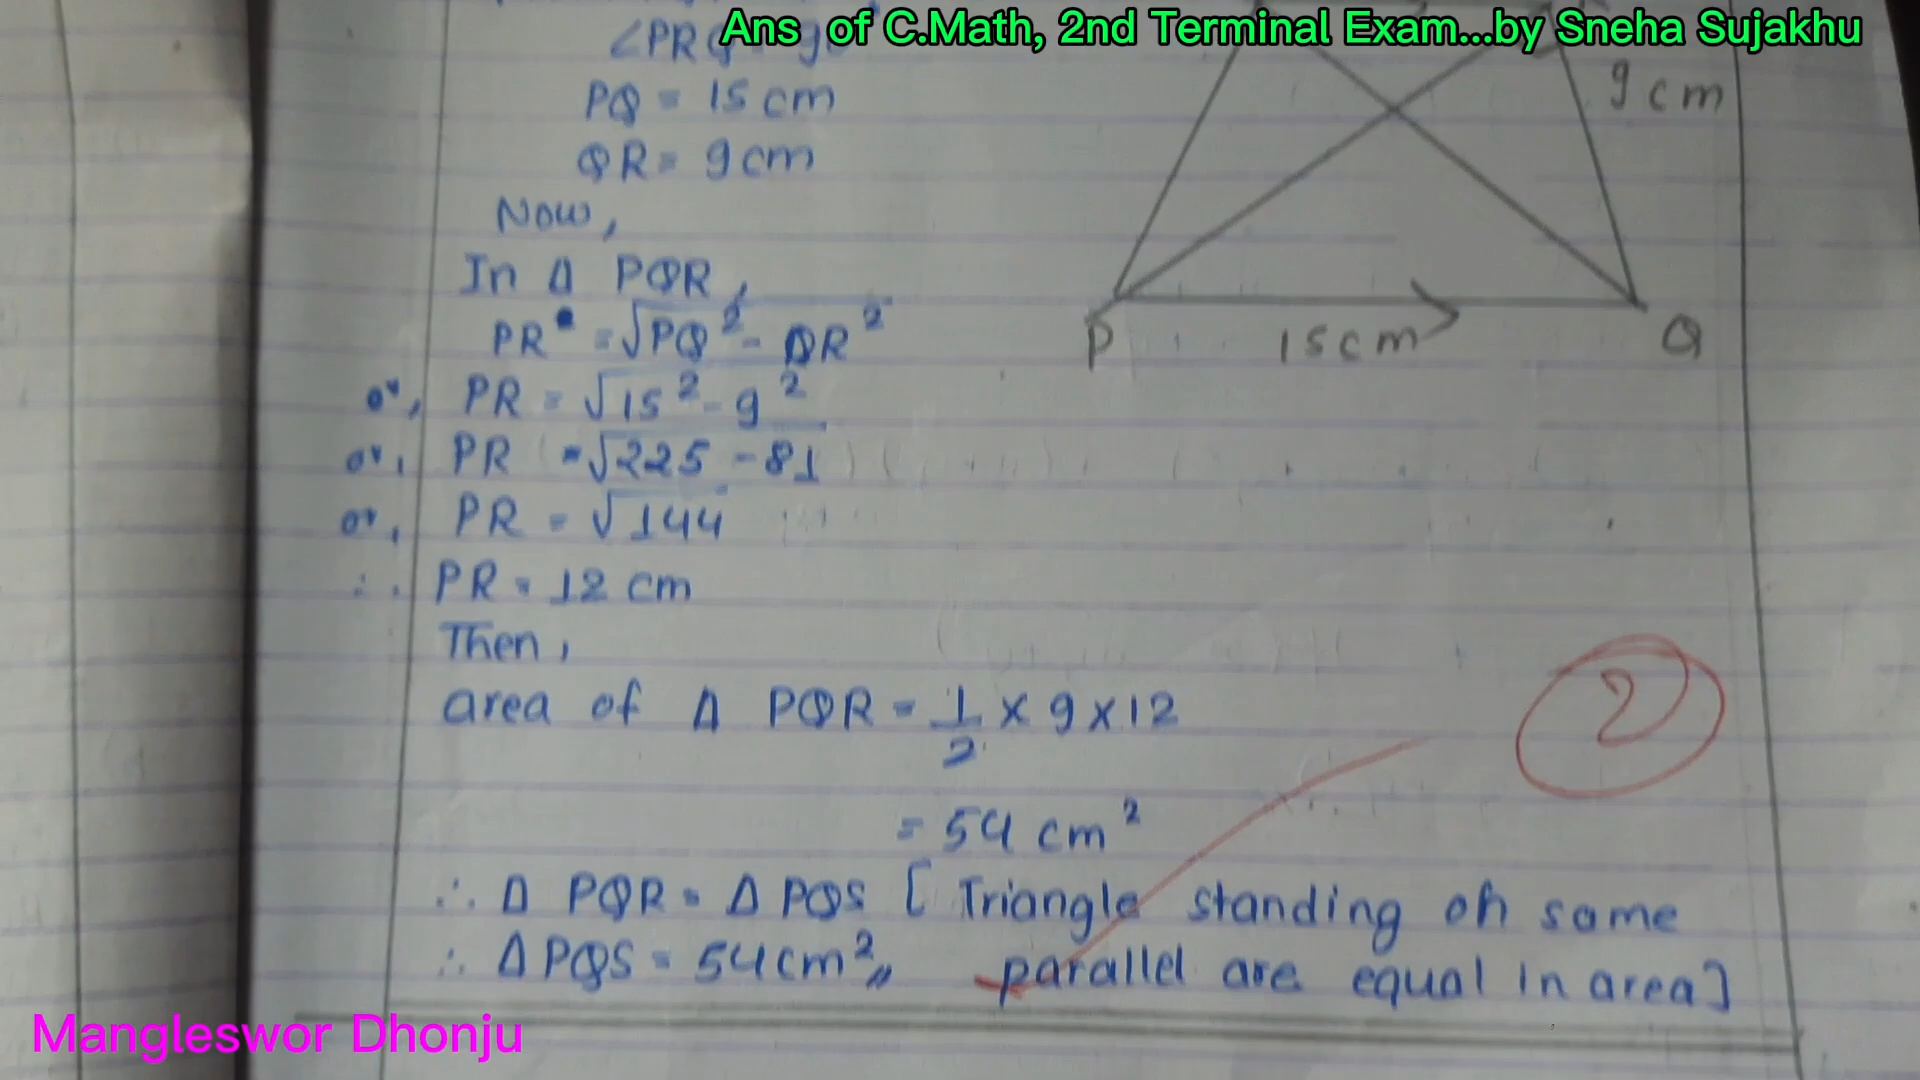 Ans of C.Math, 2nd Terminal Exam...by Sneha Sujakhu
PQ = 15 cm
9 cm
QR = 9 cm
Now,
In Δ PQR,
PR = √PQ² - QR²
P 15cm Q
or, PR = √15² - 9²
or, PR = √225 - 81
or, PR = √144
∴ PR = 12 cm
Then,
area of Δ PQR = 1/2 × 9 × 12
2
= 54 cm²
∴ Δ PQR = Δ PQS [Triangle standing on same
∴ Δ PQS = 54cm²,, parallel are equal in area]
Mangleswor Dhonju